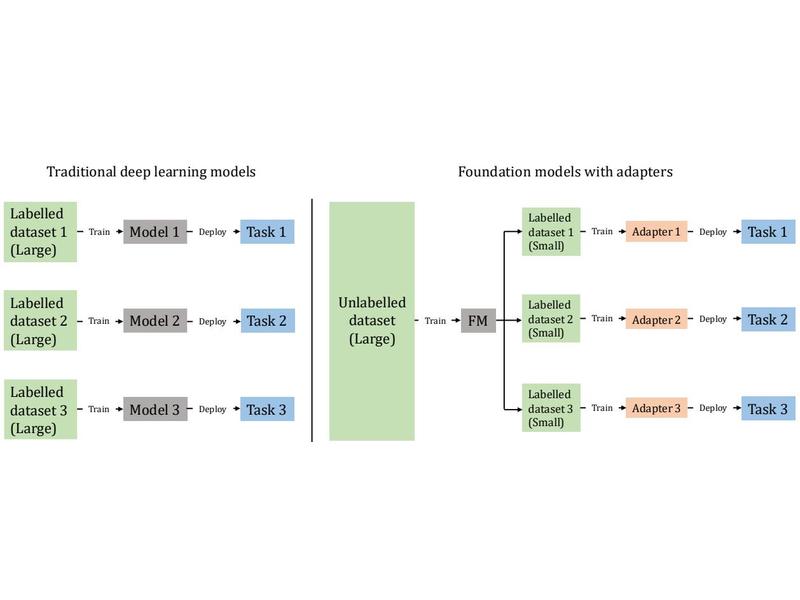 Traditional deep learning models
Labelled
dataset 1
(Large)
Train
Model 1
Deploy
Task 1
Labelled
dataset 2
(Large)
Train
Model 2
Deploy
Task 2
Labelled
dataset 3
(Large)
Train
Model 3
Deploy
Task 3
Foundation models with adapters
Unlabelled
dataset
(Large)
Train
FM
Labelled
dataset 1
(Small)
Train
Adapter 1
Deploy
Task 1
Labelled
dataset 2
(Small)
Train
Adapter 2
Deploy
Task 2
Labelled
dataset 3
(Small)
Train
Adapter 3
Deploy
Task 3